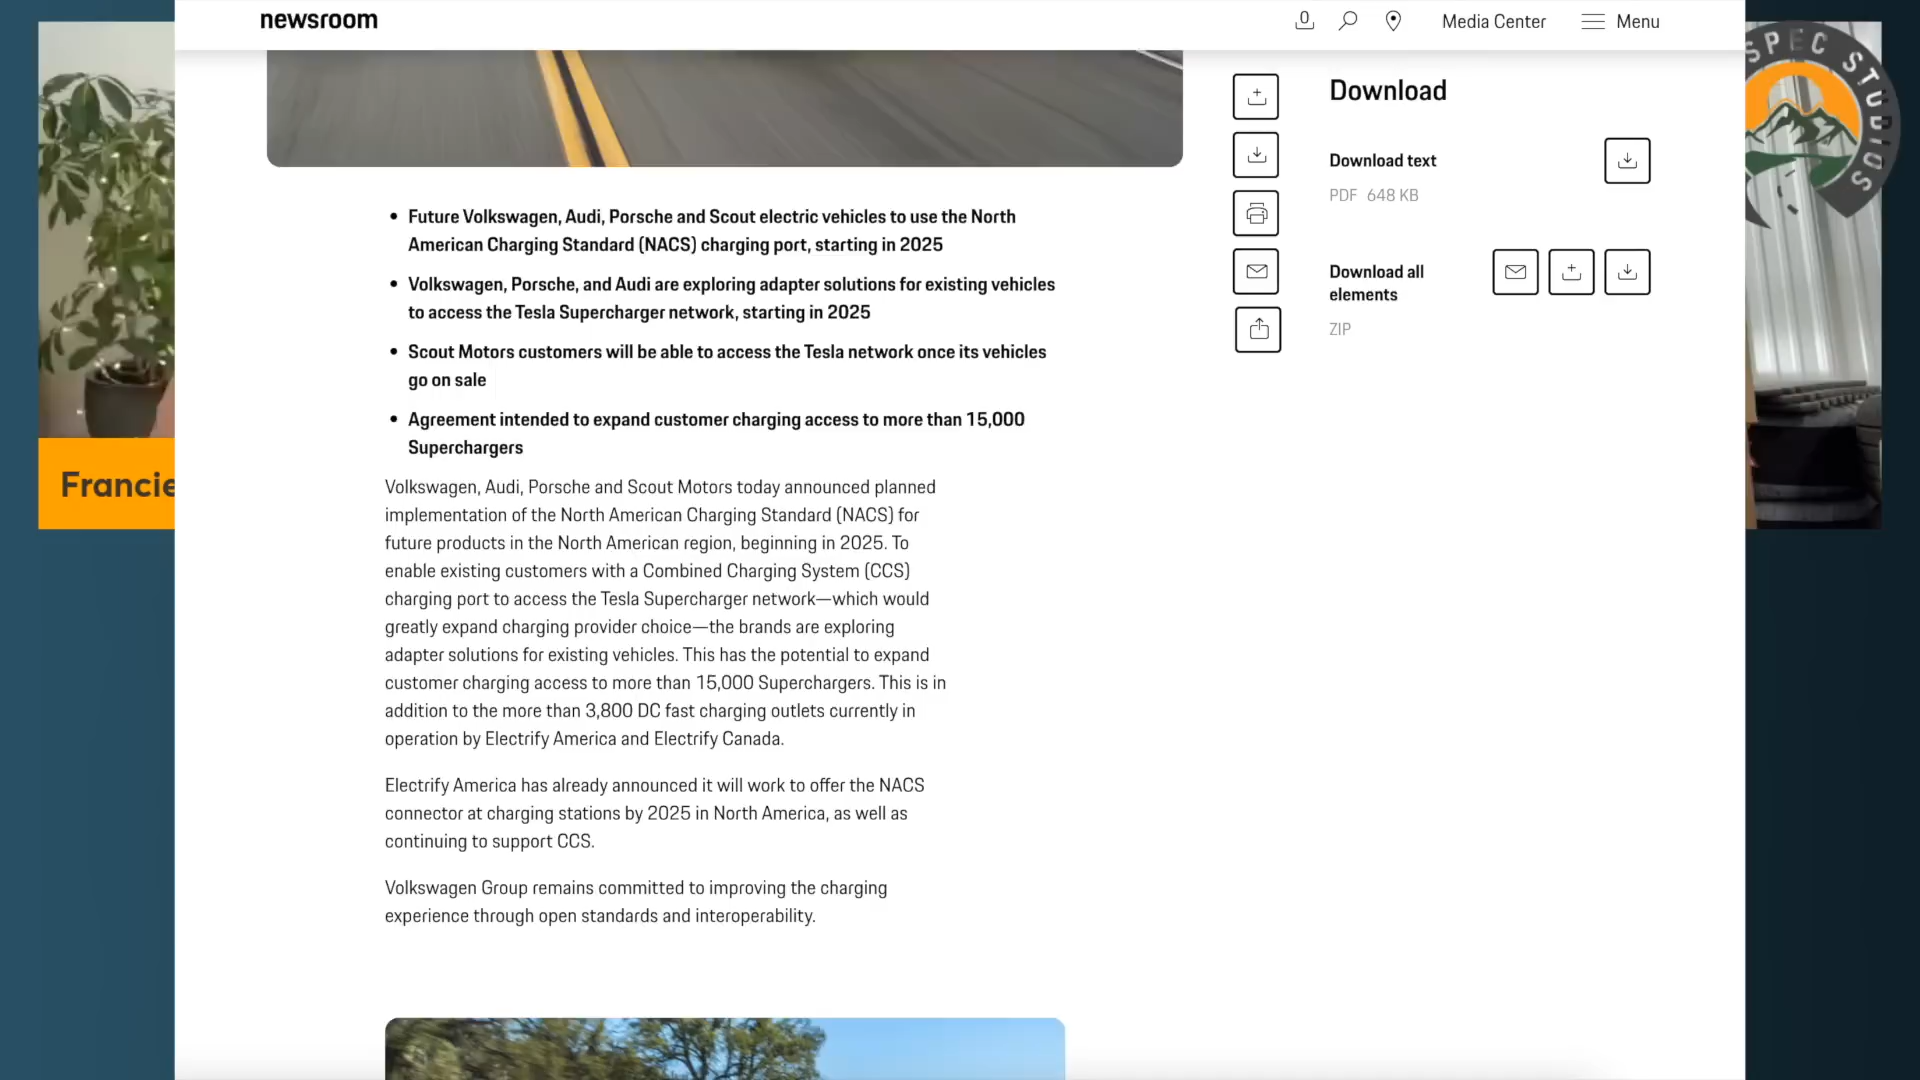 newsroom
0
Media Center
Menu
SPEC STUDIOS
Download
Download text
PDF 648 KB
Download all
elements
ZIP
Future Volkswagen, Audi, Porsche and Scout electric vehicles to use the North
American Charging Standard (NACS) charging port, starting in 2025
Volkswagen, Porsche, and Audi are exploring adapter solutions for existing vehicles
to access the Tesla Supercharger network, starting in 2025
Scout Motors customers will be able to access the Tesla network once its vehicles
go on sale
Agreement intended to expand customer charging access to more than 15,000
Superchargers
Francie
Volkswagen, Audi, Porsche and Scout Motors today announced planned
implementation of the North American Charging Standard (NACS) for
future products in the North American region, beginning in 2025. To
enable existing customers with a Combined Charging System (CCS)
charging port to access the Tesla Supercharger network—which would
greatly expand charging provider choice—the brands are exploring
adapter solutions for existing vehicles. This has the potential to expand
customer charging access to more than 15,000 Superchargers. This is in
addition to the more than 3,800 DC fast charging outlets currently in
operation by Electrify America and Electrify Canada.
Electrify America has already announced it will work to offer the NACS
connector at charging stations by 2025 in North America, as well as
continuing to support CCS.
Volkswagen Group remains committed to improving the charging
experience through open standards and interoperability.